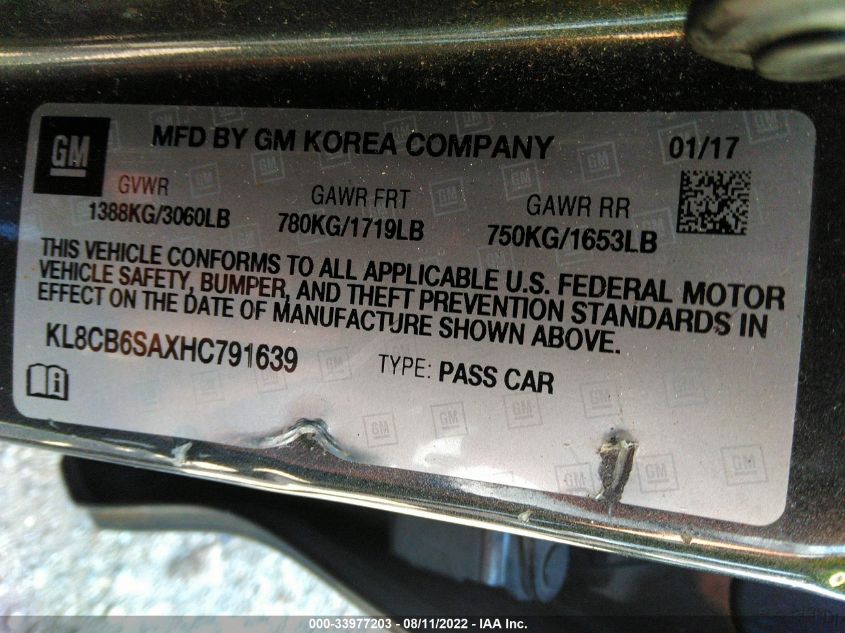 GM
MFD BY GM KOREA COMPANY 01/17
GVWR GAWR FRT GAWR RR
1388KG/3060LB 780KG/1719LB 750KG/1653LB
THIS VEHICLE CONFORMS TO ALL APPLICABLE U.S. FEDERAL MOTOR
VEHICLE SAFETY, BUMPER, AND THEFT PREVENTION STANDARDS IN
EFFECT ON THE DATE OF MANUFACTURE SHOWN ABOVE.
KL8CB6SAXHC791639 TYPE: PASS CAR
000-33977203 - 08/11/2022 - IAA Inc.